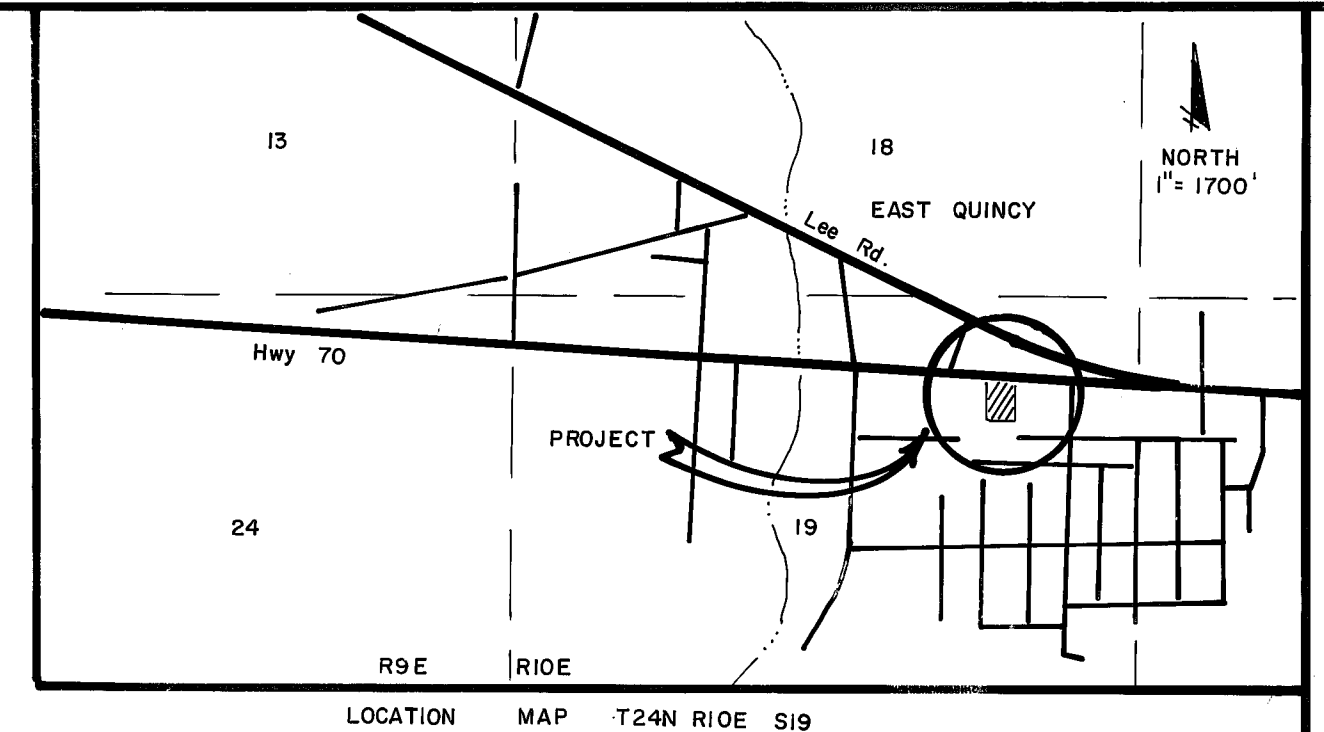 13
18
NORTH
1"= 1700'
EAST QUINCY
Lee Rd.
Hwy 70
PROJECT
24
19
R9E R10E
LOCATION MAP T24N R10E S19